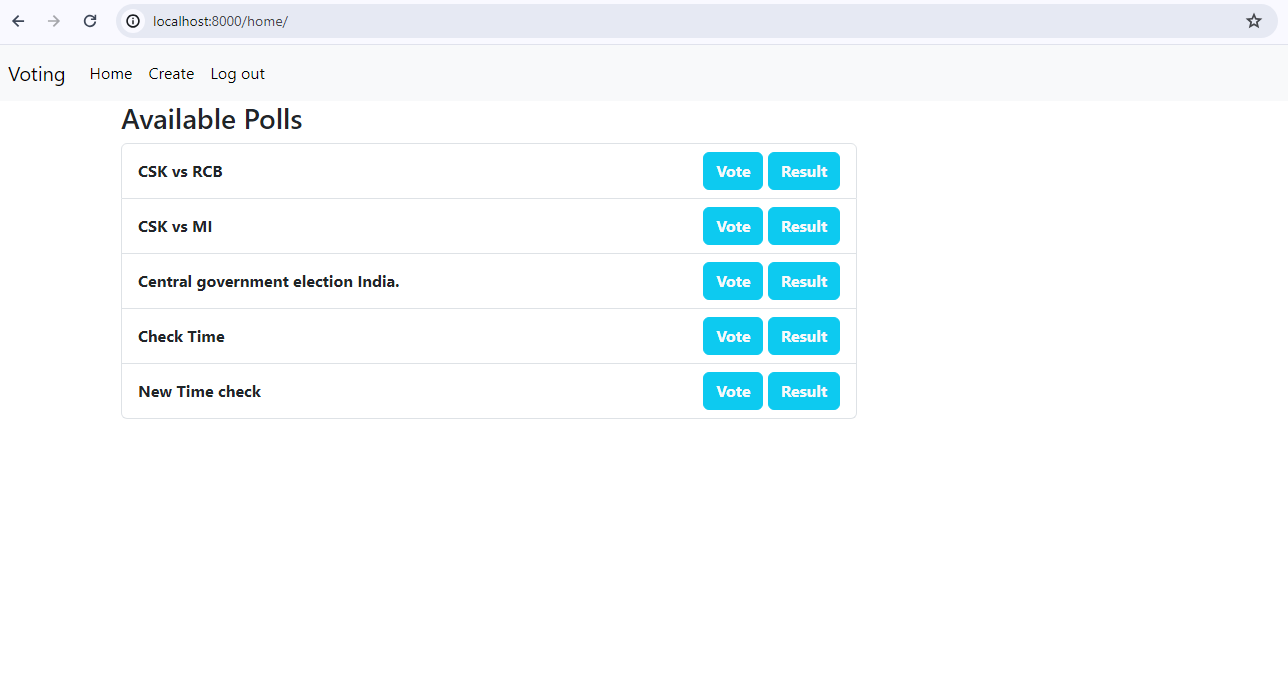 localhost:8000/home/
Voting Home Create Log out
Available Polls
CSK vs RCB Vote Result
CSK vs MI Vote Result
Central government election India. Vote Result
Check Time Vote Result
New Time check Vote Result